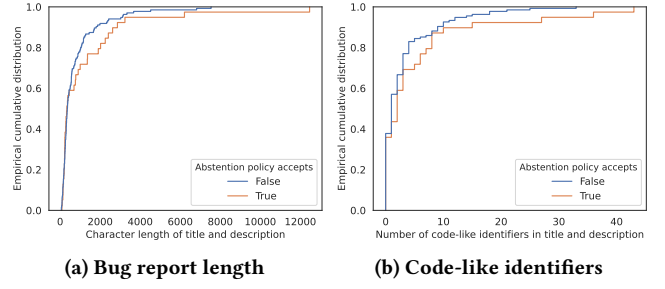 1.0
0.8
0.6
0.4
0.2
0.0
Empirical cumulative distribution
Abstention policy accepts
False
True
0 2000 4000 6000 8000 10000 12000
Character length of title and description
(a) Bug report length
1.0
0.8
0.6
0.4
0.2
0.0
Empirical cumulative distribution
Abstention policy accepts
False
True
0 10 20 30 40
Number of code-like identifiers in title and description
(b) Code-like identifiers